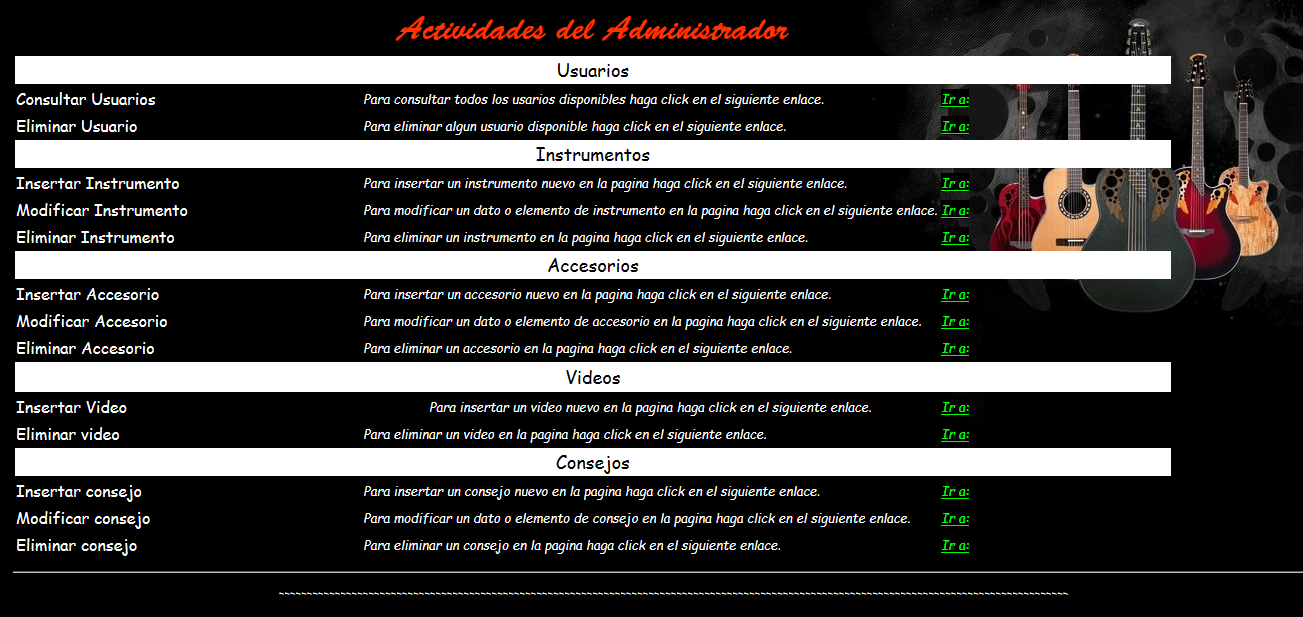 Actividades del Administrador
Usuarios
Consultar Usuarios Para consultar todos los usarios disponibles haga click en el siguiente enlace. Ir a:
Eliminar Usuario Para eliminar algun usuario disponible haga click en el siguiente enlace. Ir a:
Instrumentos
Insertar Instrumento Para insertar un instrumento nuevo en la pagina haga click en el siguiente enlace. Ir a:
Modificar Instrumento Para modificar un dato o elemento de instrumento en la pagina haga click en el siguiente enlace. Ir a:
Eliminar Instrumento Para eliminar un instrumento en la pagina haga click en el siguiente enlace. Ir a:
Accesorios
Insertar Accesorio Para insertar un accesorio nuevo en la pagina haga click en el siguiente enlace. Ir a:
Modificar Accesorio Para modificar un dato o elemento de accesorio en la pagina haga click en el siguiente enlace. Ir a:
Eliminar Accesorio Para eliminar un accesorio en la pagina haga click en el siguiente enlace. Ir a:
Videos
Insertar Video Para insertar un video nuevo en la pagina haga click en el siguiente enlace. Ir a:
Eliminar video Para eliminar un video en la pagina haga click en el siguiente enlace. Ir a:
Consejos
Insertar consejo Para insertar un consejo nuevo en la pagina haga click en el siguiente enlace. Ir a:
Modificar consejo Para modificar un dato o elemento de consejo en la pagina haga click en el siguiente enlace. Ir a:
Eliminar consejo Para eliminar un consejo en la pagina haga click en el siguiente enlace. Ir a: